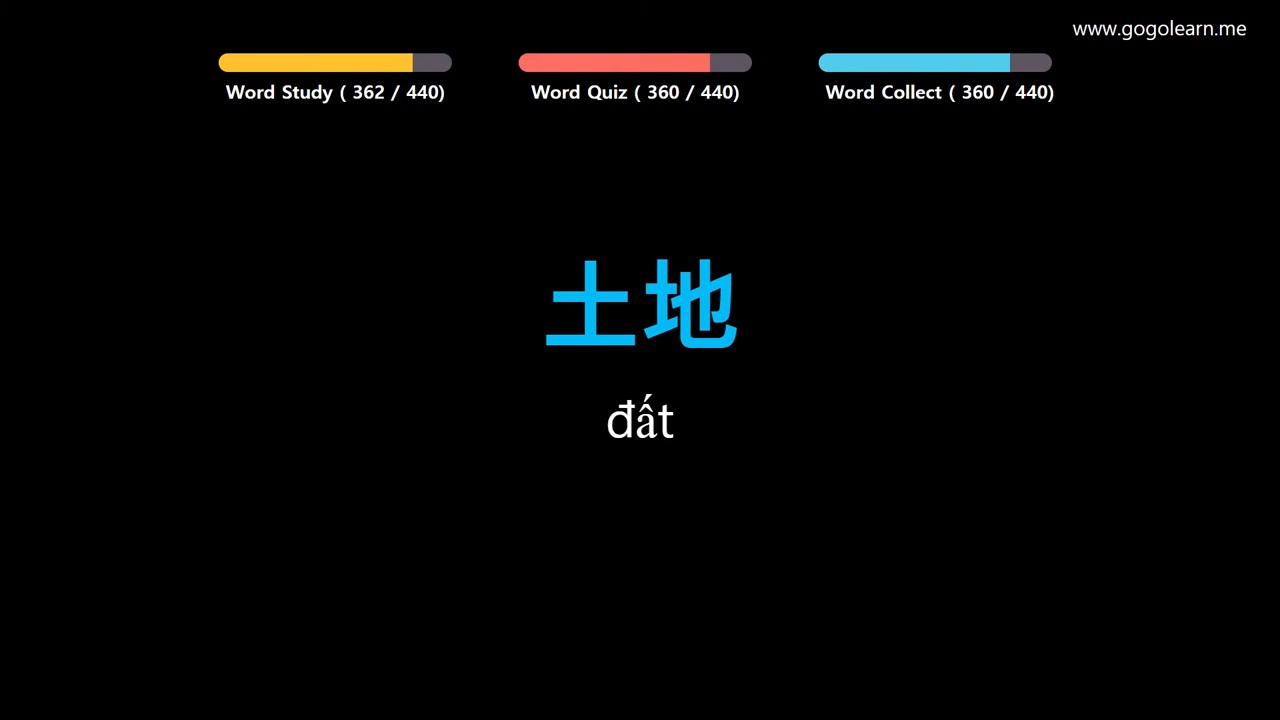 www.gogolearn.me
Word Study ( 362 / 440)
Word Quiz ( 360 / 440)
Word Collect ( 360 / 440)
土地
đất